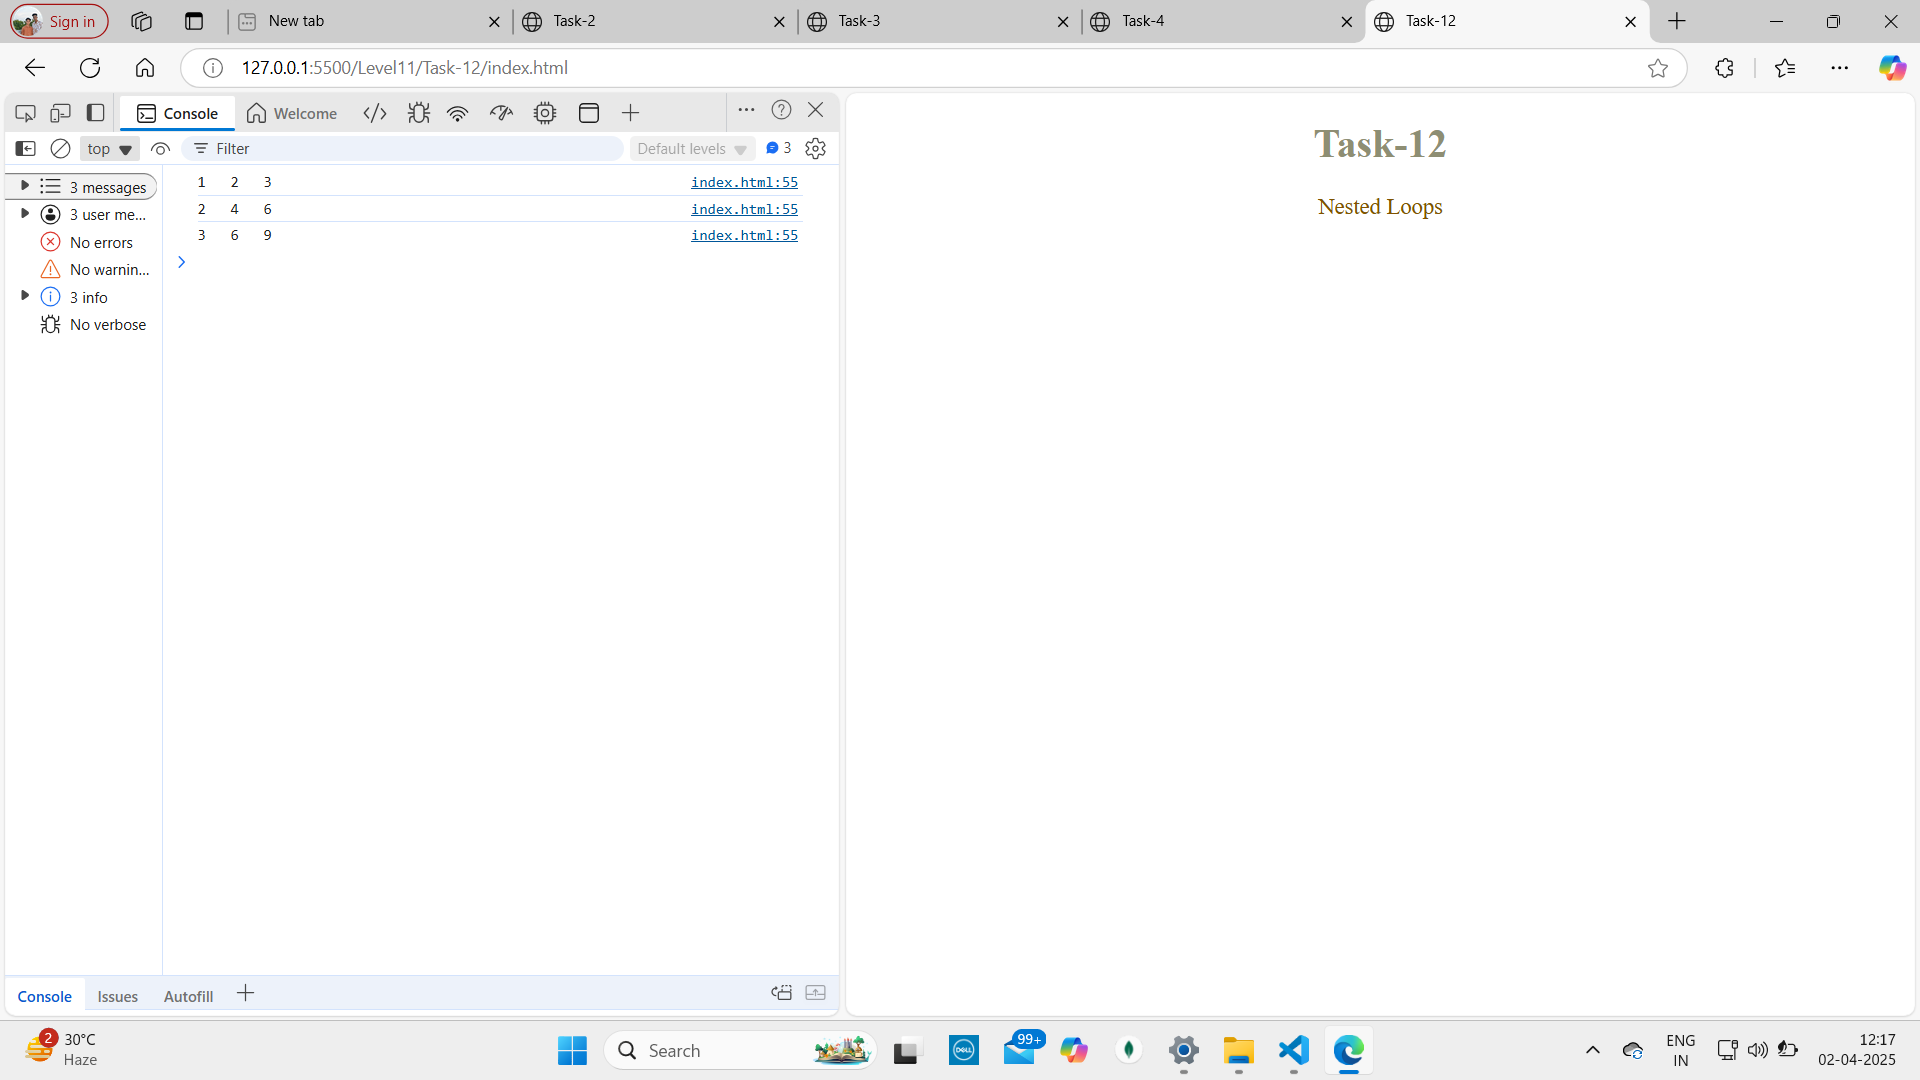 Sign in
New tab
Task-2
Task-3
Task-4
Task-12
127.0.0.1:5500/Level11/Task-12/index.html
Console
Welcome
top
Filter
Default levels
3
3 messages
3 user me...
No errors
No warnin...
3 info
No verbose
1 2 3 index.html:55
2 4 6 index.html:55
3 6 9 index.html:55
Task-12
Nested Loops
Console
Issues
Autofill
2
30°C
Haze
Search
DELL
99+
ENG
IN
12:17
02-04-2025